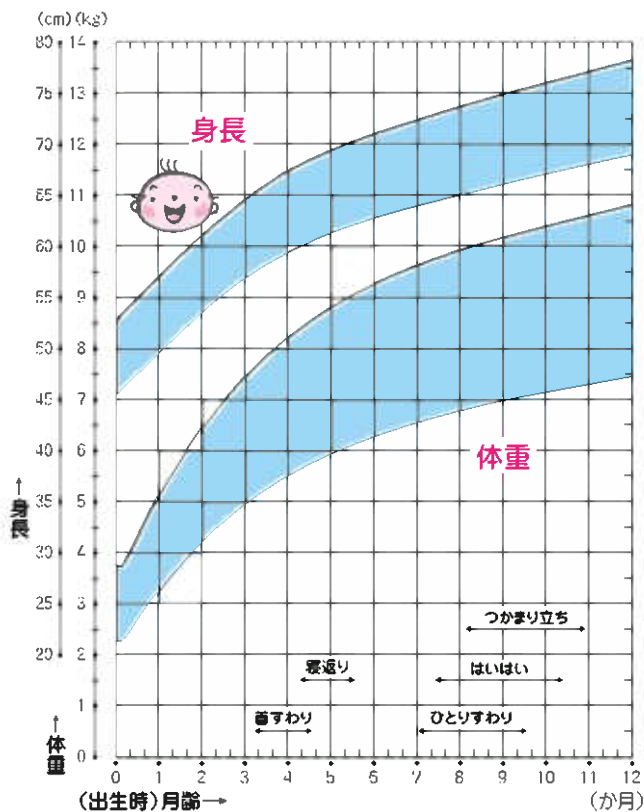 (cm)(kg)
80 14
75 13
70 12
65 11
60 10
55 9
50 8
45 7
40 6
35 5
30 4
25 3
20 2
1
0
身長
体重
←身長
←体重
つかまり立ち
寝返り
はいはい
首すわり
ひとりすわり
0 1 2 3 4 5 6 7 8 9 10 11 12
(出生時)月齢→
(か月)